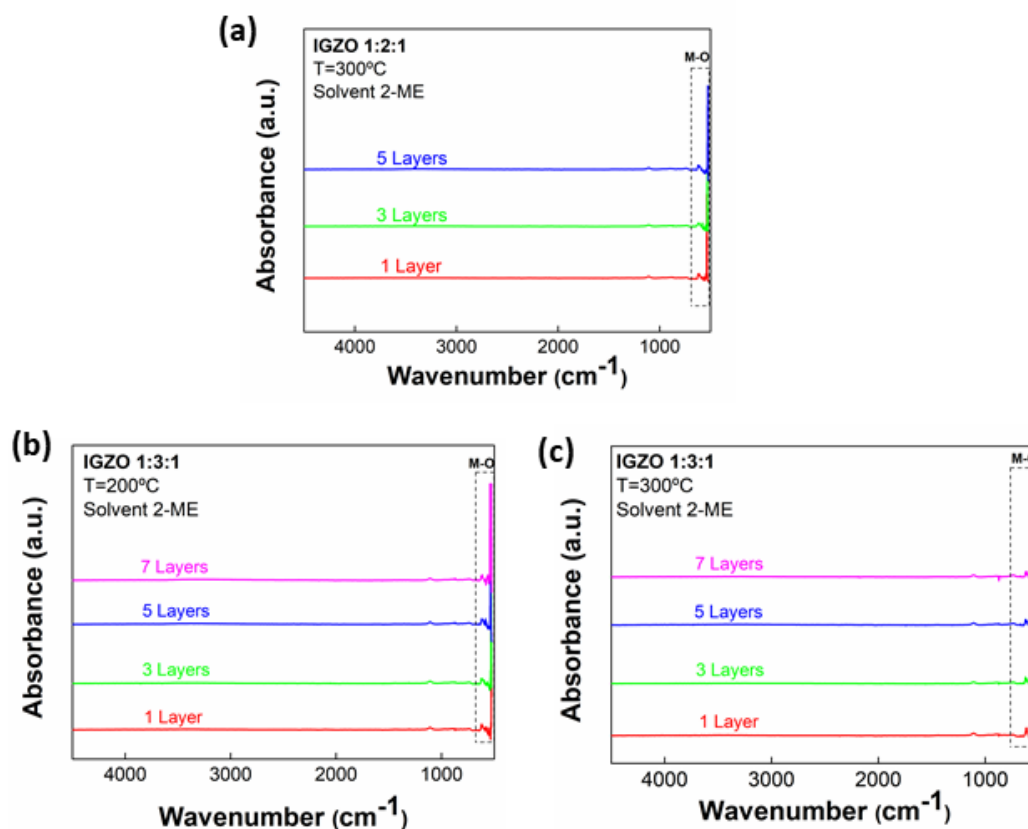 (a)
IGZO 1:2:1
T=300ºC
Solvent 2-ME
M-O
5 Layers
3 Layers
1 Layer
Absorbance (a.u.)
4000 3000 2000 1000
Wavenumber (cm-1)
(b)
IGZO 1:3:1
T=200ºC
Solvent 2-ME
M-O
7 Layers
5 Layers
3 Layers
1 Layer
Absorbance (a.u.)
4000 3000 2000 1000
Wavenumber (cm-1)
(c)
IGZO 1:3:1
T=300ºC
Solvent 2-ME
7 Layers
5 Layers
3 Layers
1 Layer
Absorbance (a.u.)
4000 3000 2000 1000
Wavenumber (cm-1)